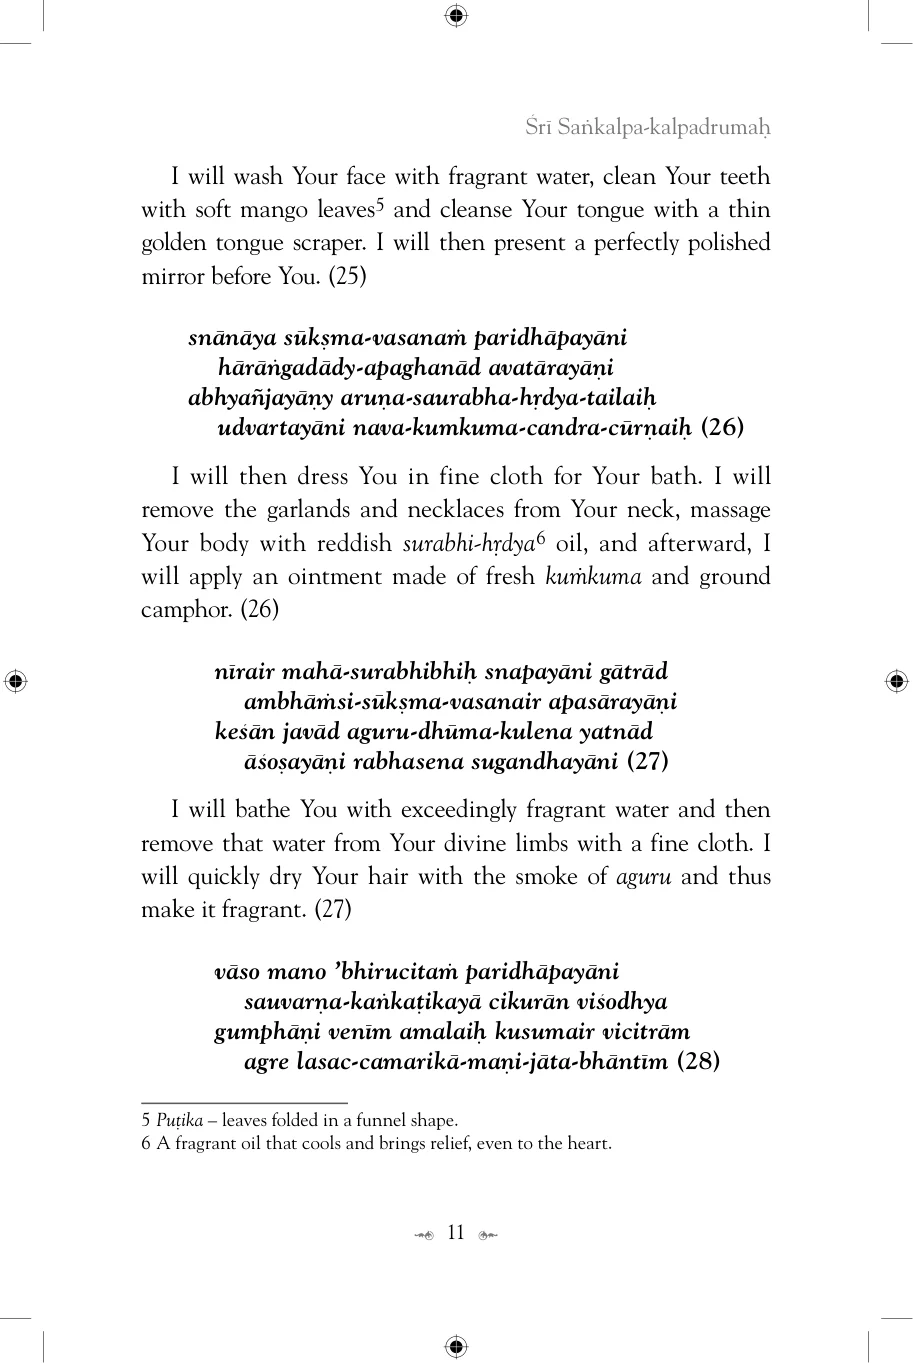 Śrī Saṅkalpa-kalpadrumaḥ
I will wash Your face with fragrant water, clean Your teeth
with soft mango leaves5 and cleanse Your tongue with a thin
golden tongue scraper. I will then present a perfectly polished
mirror before You. (25)
snānāya sūkṣma-vasanaṁ paridhāpayāni
hārāṅgadādy-apaghanād avatārayāṇi
abhyañjayāṇy aruṇa-saurabha-hṛdya-tailaiḥ
udvartayāni nava-kumkuma-candra-cūrṇaiḥ (26)
I will then dress You in fine cloth for Your bath. I will
remove the garlands and necklaces from Your neck, massage
Your body with reddish surabhi-hṛdya6 oil, and afterward, I
will apply an ointment made of fresh kuṁkuma and ground
camphor. (26)
nīrair mahā-surabhibhiḥ snapayāni gātrād
ambhāṁsi-sūkṣma-vasanair apasārayāṇi
keśān javād aguru-dhūma-kulena yatnād
āśoṣayāṇi rabhasena sugandhayāni (27)
I will bathe You with exceedingly fragrant water and then
remove that water from Your divine limbs with a fine cloth. I
will quickly dry Your hair with the smoke of aguru and thus
make it fragrant. (27)
vāso mano ’bhirucitaṁ paridhāpayāni
sauvarṇa-kaṅkaṭikayā cikurān viśodhya
gumphāṇi venīm amalaiḥ kusumair vicitrām
agre lasac-camarikā-maṇi-jāta-bhāntīm (28)
5 Puṭika – leaves folded in a funnel shape.
6 A fragrant oil that cools and brings relief, even to the heart.
11